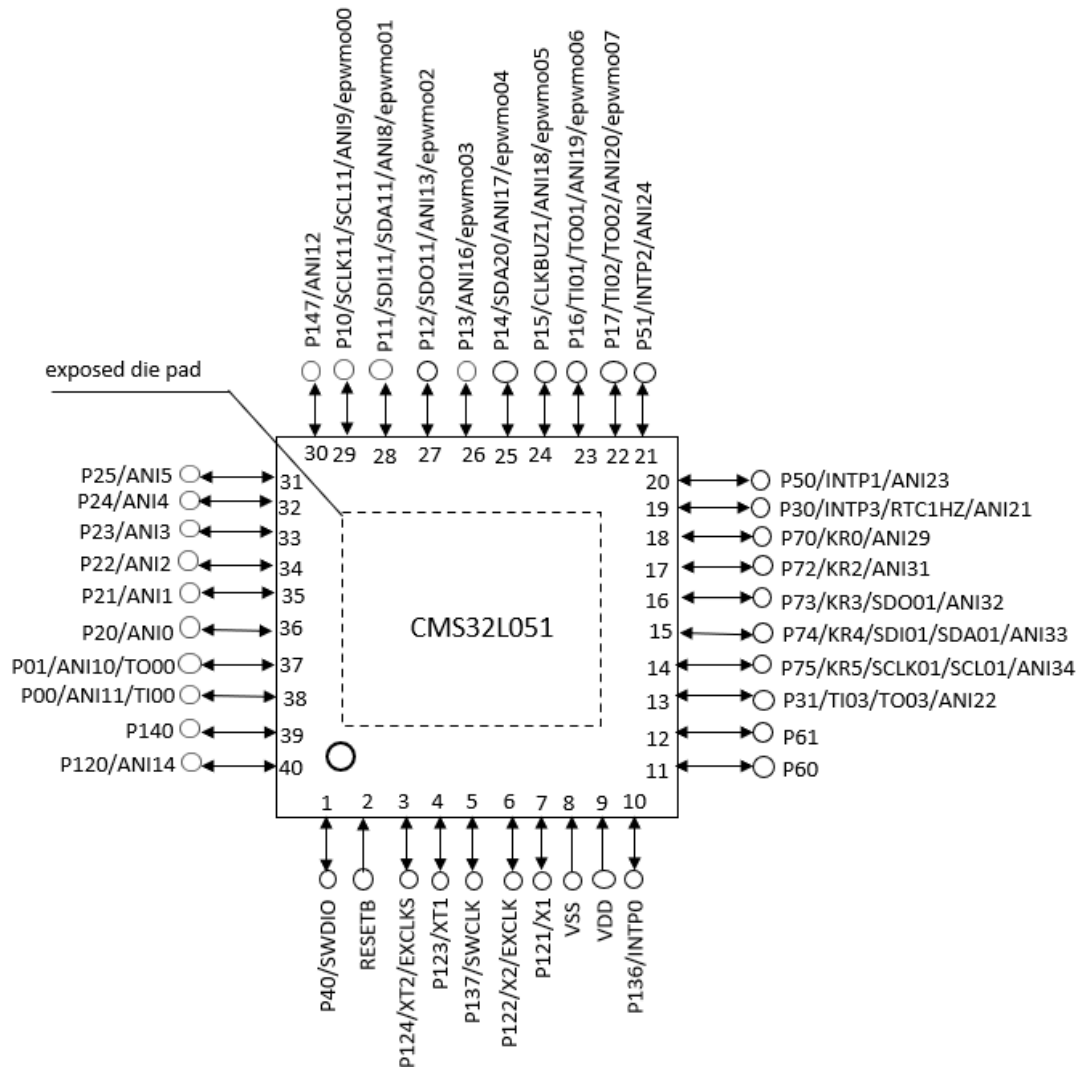 P147/ANI12
P10/SCLK11/SCL11/ANI9/epwmo00
P11/SDI11/SDA11/ANI8/epwmo01
P12/SDO11/ANI13/epwmo02
P13/ANI16/epwmo03
P14/SDA20/ANI17/epwmo04
P15/CLKBUZ1/ANI18/epwmo05
P16/TI01/TO01/ANI19/epwmo06
P17/TI02/TO02/ANI20/epwmo07
P51/INTP2/ANI24
exposed die pad
30 29 28 27 26 25 24 23 22 21
P25/ANI5 31
P24/ANI4 32
P23/ANI3 33
P22/ANI2 34
P21/ANI1 35
P20/ANI0 36
P01/ANI10/TO00 37
P00/ANI11/TI00 38
P140 39
P120/ANI14 40
CMS32L051
20 P50/INTP1/ANI23
19 P30/INTP3/RTC1HZ/ANI21
18 P70/KR0/ANI29
17 P72/KR2/ANI31
16 P73/KR3/SDO01/ANI32
15 P74/KR4/SDI01/SDA01/ANI33
14 P75/KR5/SCLK01/SCL01/ANI34
13 P31/TI03/TO03/ANI22
12 P61
11 P60
1 2 3 4 5 6 7 8 9 10
P40/SWDIO
RESETB
P124/XT2/EXCLKS
P123/XT1
P137/SWCLK
P122/X2/EXCLK
P121/X1
VSS
VDD
P136/INTP0